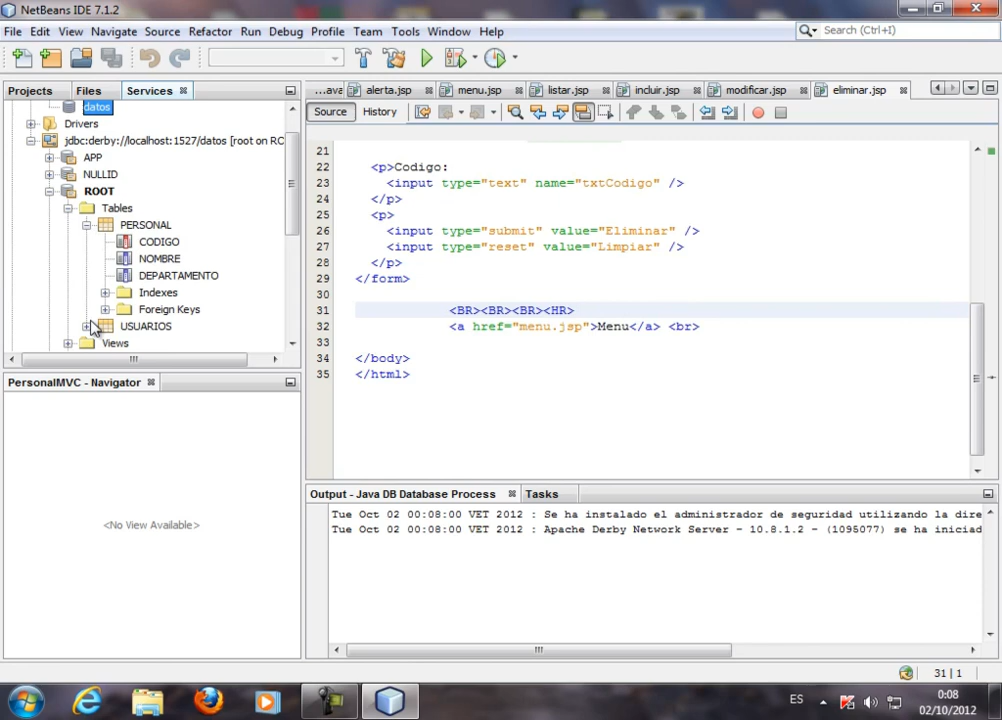 NetBeans IDE 7.1.2
File Edit View Navigate Source Refactor Run Debug Profile Team Tools Window Help
Search (Ctrl+I)
Projects Files Services
...ava alerta.jsp menu.jsp listar.jsp incluir.jsp modificar.jsp eliminar.jsp
Source History
datos
Drivers
jdbc:derby://localhost:1527/datos [root on RO
APP
NULLID
ROOT
Tables
PERSONAL
CODIGO
NOMBRE
DEPARTAMENTO
Indexes
Foreign Keys
USUARIOS
Views
21
22 <p>Codigo:
23 <input type="text" name="txtCodigo" />
24 </p>
25 <p>
26 <input type="submit" value="Eliminar" />
27 <input type="reset" value="Limpiar" />
28 </p>
29 </form>
30
31 <BR><BR><BR><HR>
32 <a href="menu.jsp">Menu</a> <br>
33
34 </body>
35 </html>
PersonalMVC - Navigator
<No View Available>
Output - Java DB Database Process Tasks
Tue Oct 02 00:08:00 VET 2012 : Se ha instalado el administrador de seguridad utilizando la dire
Tue Oct 02 00:08:00 VET 2012 : Apache Derby Network Server - 10.8.1.2 - (1095077) se ha iniciad
31 | 1
ES
0:08
02/10/2012